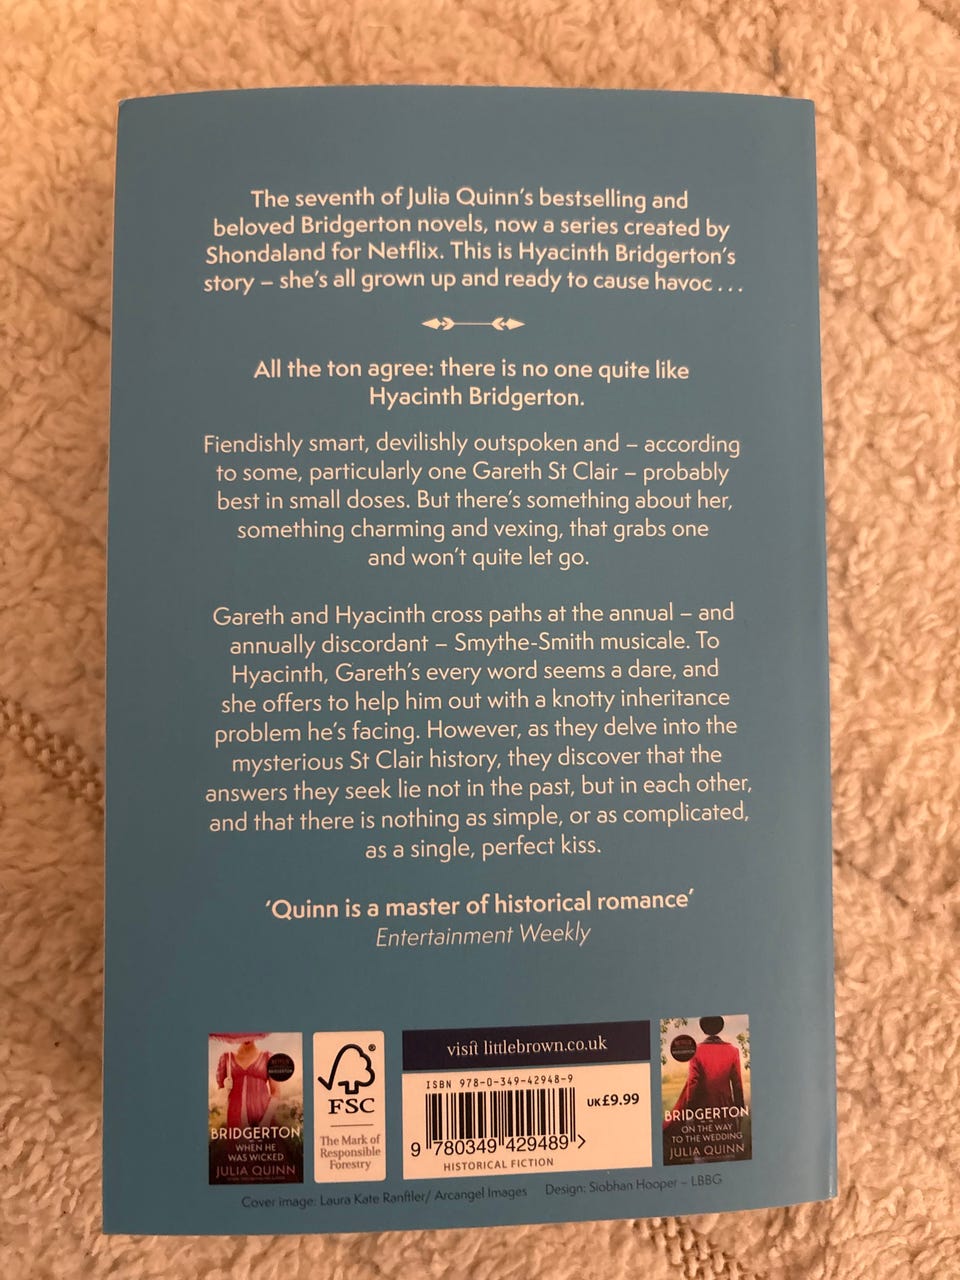 The seventh of Julia Quinn's bestselling and
beloved Bridgerton novels, now a series created by
Shondaland for Netflix. This is Hyacinth Bridgerton's
story – she's all grown up and ready to cause havoc ...
All the ton agree: there is no one quite like
Hyacinth Bridgerton.
Fiendishly smart, devilishly outspoken and – according
to some, particularly one Gareth St Clair – probably
best in small doses. But there's something about her,
something charming and vexing, that grabs one
and won't quite let go.
Gareth and Hyacinth cross paths at the annual – and
annually discordant – Smythe-Smith musicale. To
Hyacinth, Gareth's every word seems a dare, and
she offers to help him out with a knotty inheritance
problem he's facing. However, as they delve into the
mysterious St Clair history, they discover that the
answers they seek lie not in the past, but in each other,
and that there is nothing as simple, or as complicated,
as a single, perfect kiss.
'Quinn is a master of historical romance'
Entertainment Weekly
BRIDGERTON
WHEN HE
WAS WICKED
JULIA QUINN
®
FSC
The Mark of
Responsible
Forestry
visit littlebrown.co.uk
ISBN 978-0-349-42948-9
UK£9.99
9 780349 429489 >
HISTORICAL FICTION
BRIDGERTON
ON THE WAY
TO THE WEDDING
JULIA QUINN
Cover image: Laura Kate Ranftler/ Arcangel Images
Design: Siobhan Hooper – LBBG